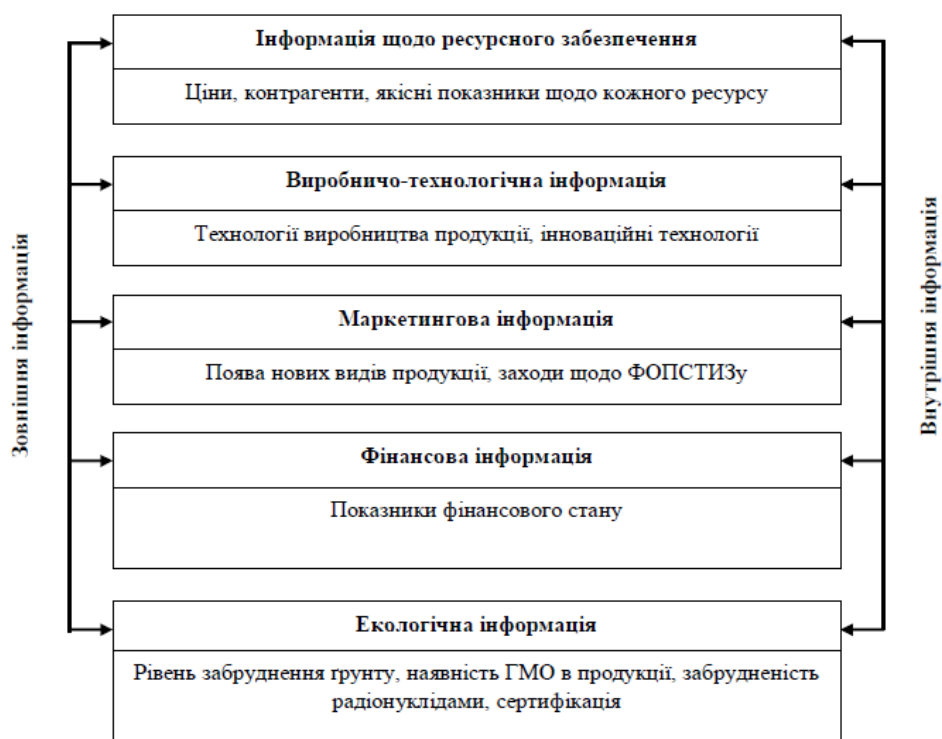 Інформація щодо ресурсного забезпечення
Ціни, контрагенти, якісні показники щодо кожного ресурсу
Виробничо-технологічна інформація
Технології виробництва продукції, інноваційні технології
Маркетингова інформація
Поява нових видів продукції, заходи щодо ФОПСТИЗу
Фінансова інформація
Показники фінансового стану
Екологічна інформація
Рівень забруднення ґрунту, наявність ГМО в продукції, забрудненість
радіонуклідами, сертифікація
Зовнішня інформація
Внутрішня інформація